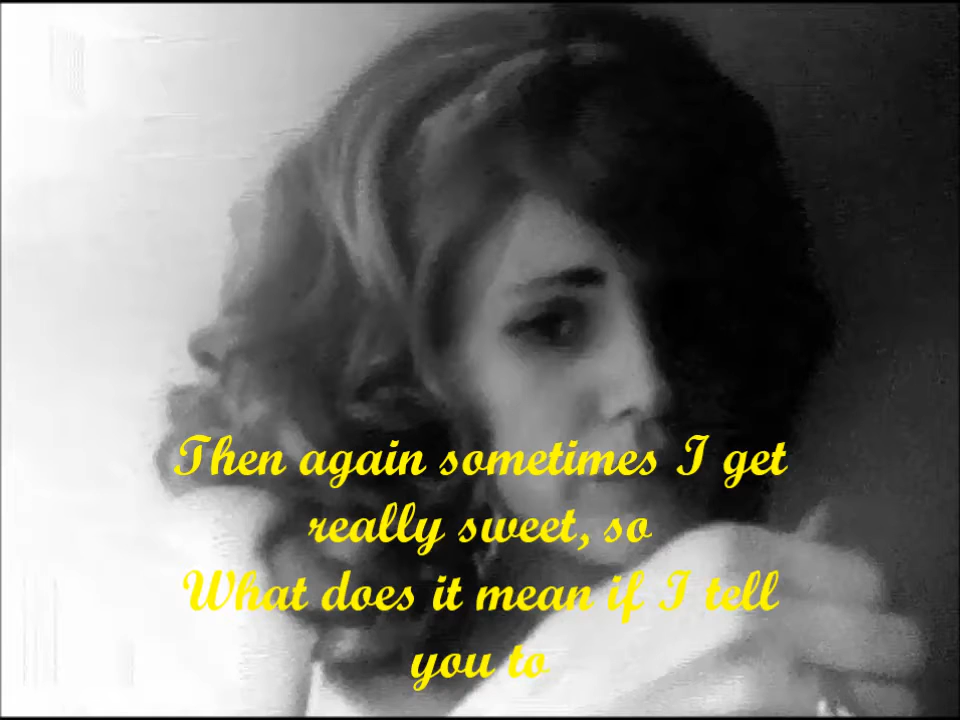 Then again sometimes I get
really sweet, so
What does it mean if I tell
you to